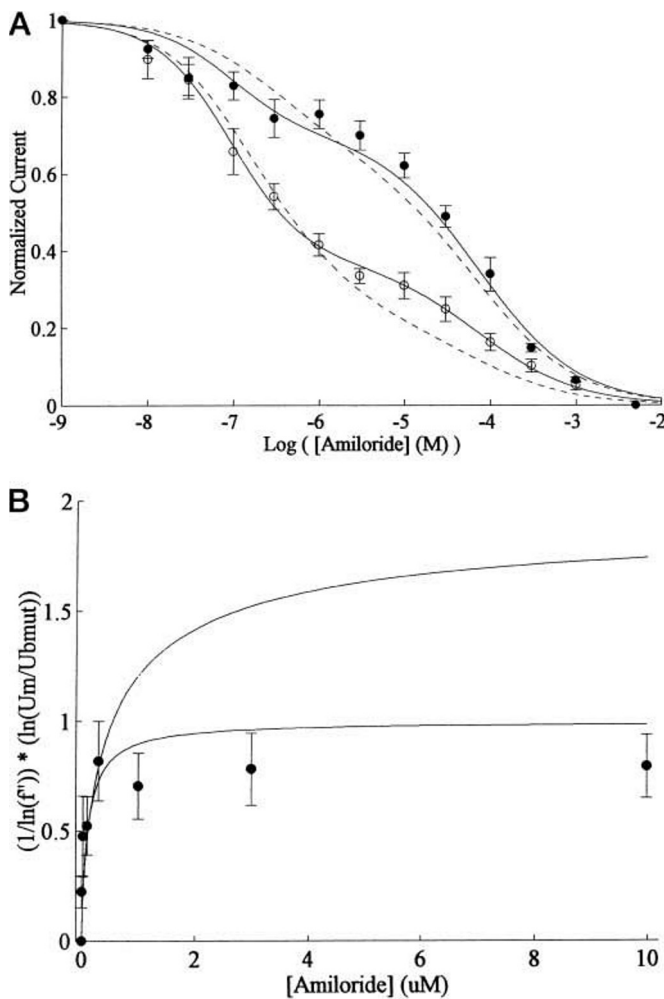 A
1
0.8
0.6
0.4
0.2
0
Normalized Current
-9 -8 -7 -6 -5 -4 -3 -2
Log ( [Amiloride] (M) )
B
2
1.5
1
0.5
0
(1/ln(f")) * (ln(Um/Ubmut))
0 2 4 6 8 10
[Amiloride] (uM)